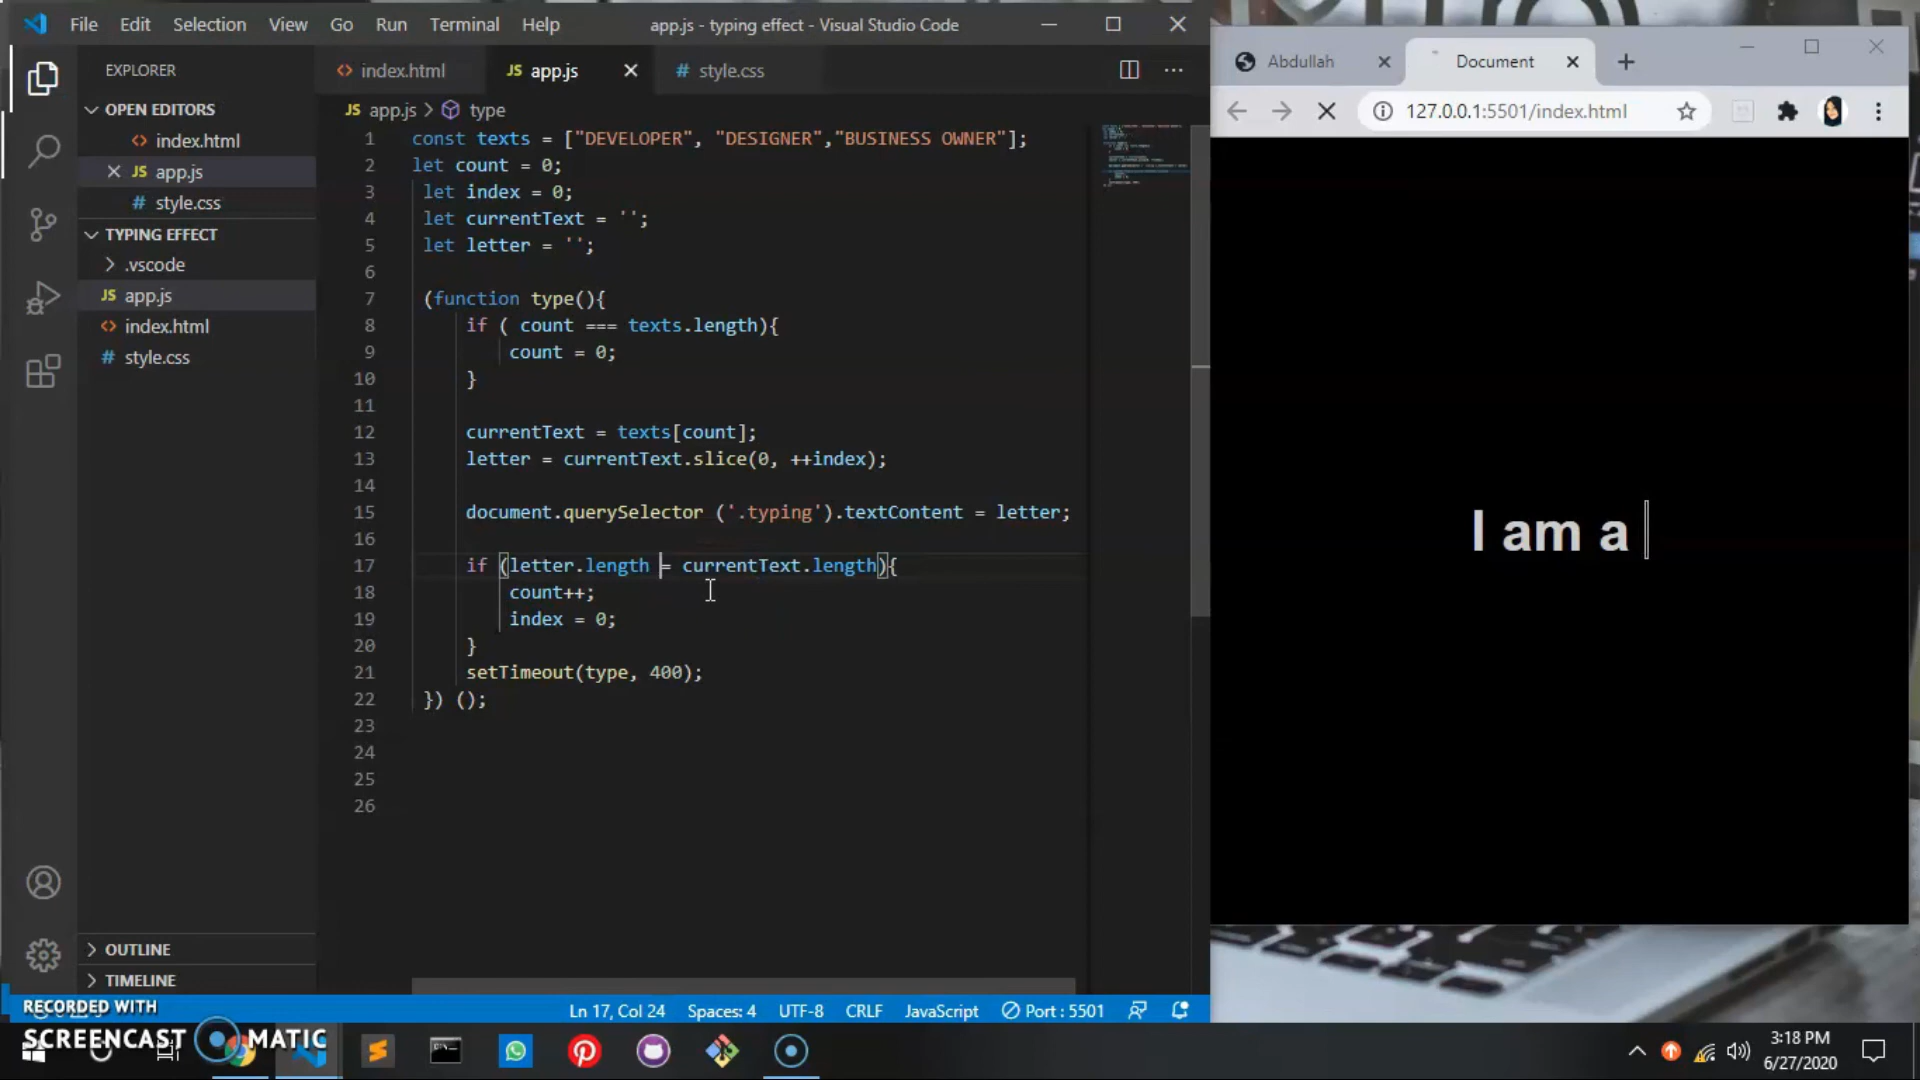 File Edit Selection View Go Run Terminal Help app.js - typing effect - Visual Studio Code
EXPLORER
OPEN EDITORS
index.html
app.js
style.css
TYPING EFFECT
.vscode
app.js
index.html
style.css
OUTLINE
TIMELINE
index.html
app.js
style.css
app.js > type
1 const texts = ["DEVELOPER", "DESIGNER","BUSINESS OWNER"];
2 let count = 0;
3 let index = 0;
4 let currentText = '';
5 let letter = '';
6
7 (function type(){
8 if ( count === texts.length){
9 count = 0;
10 }
11
12 currentText = texts[count];
13 letter = currentText.slice(0, ++index);
14
15 document.querySelector ('.typing').textContent = letter;
16
17 if (letter.length = currentText.length){
18 count++;
19 index = 0;
20 }
21 setTimeout(type, 400);
22 }) ();
23
24
25
26
Ln 17, Col 24 Spaces: 4 UTF-8 CRLF JavaScript Port : 5501
Abdullah
Document
127.0.0.1:5501/index.html
I am a
RECORDED WITH
SCREENCAST MATIC
3:18 PM
6/27/2020